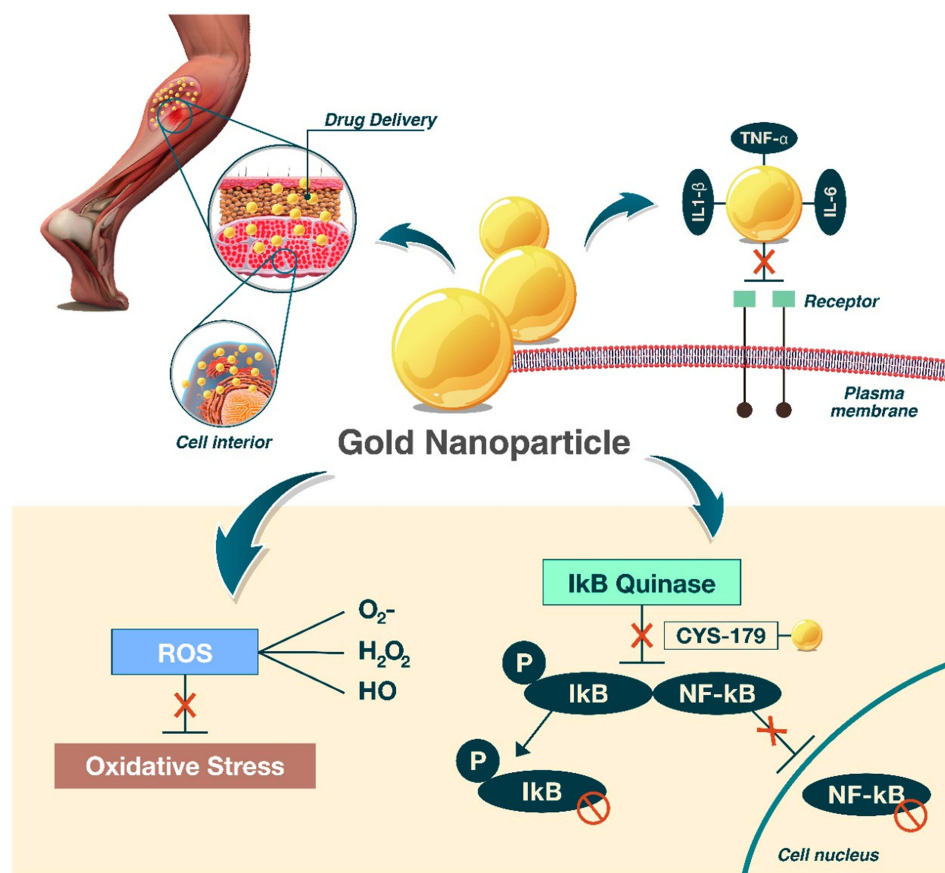 Drug Delivery
TNF-α
IL1-β
IL-6
Receptor
Plasma
membrane
Cell interior
Gold Nanoparticle
IkB Quinase
CYS-179
ROS
O₂-
H₂O₂
HO
P
IkB
NF-kB
Oxidative Stress
P
IkB
NF-kB
Cell nucleus